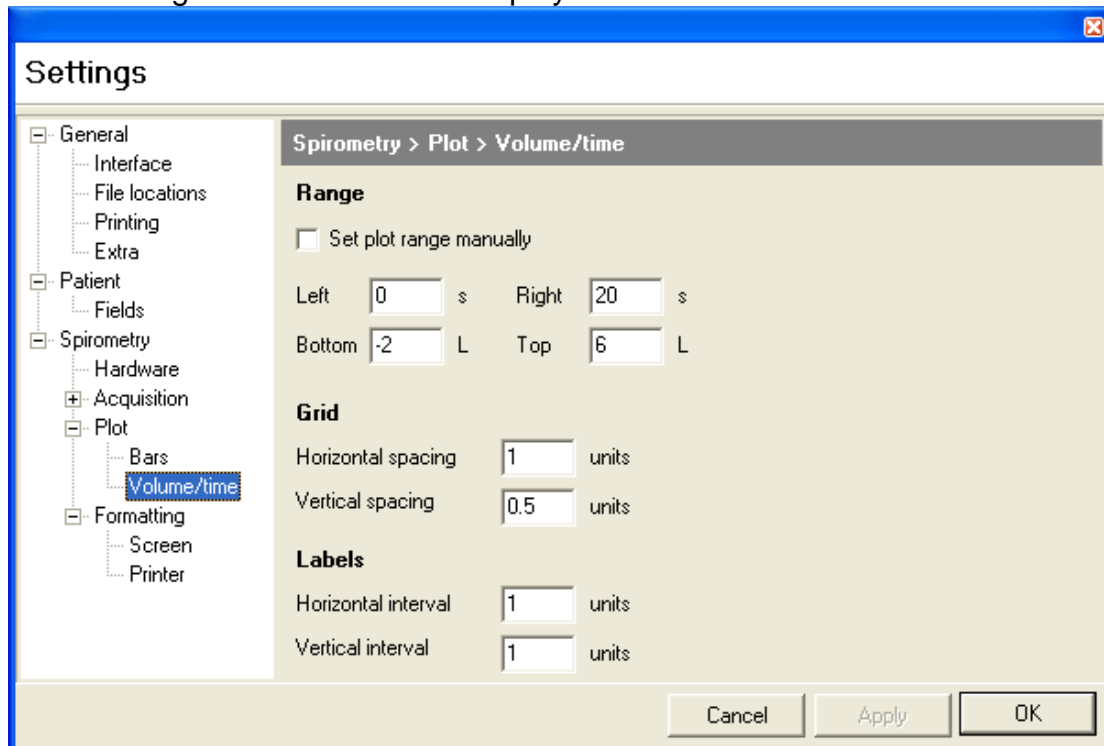 Settings
General
Interface
File locations
Printing
Extra
Patient
Fields
Spirometry
Hardware
Acquisition
Plot
Bars
Volume/time
Formatting
Screen
Printer
Spirometry > Plot > Volume/time
Range
Set plot range manually
Left 0 s Right 20 s
Bottom -2 L Top 6 L
Grid
Horizontal spacing 1 units
Vertical spacing 0.5 units
Labels
Horizontal interval 1 units
Vertical interval 1 units
Cancel Apply OK